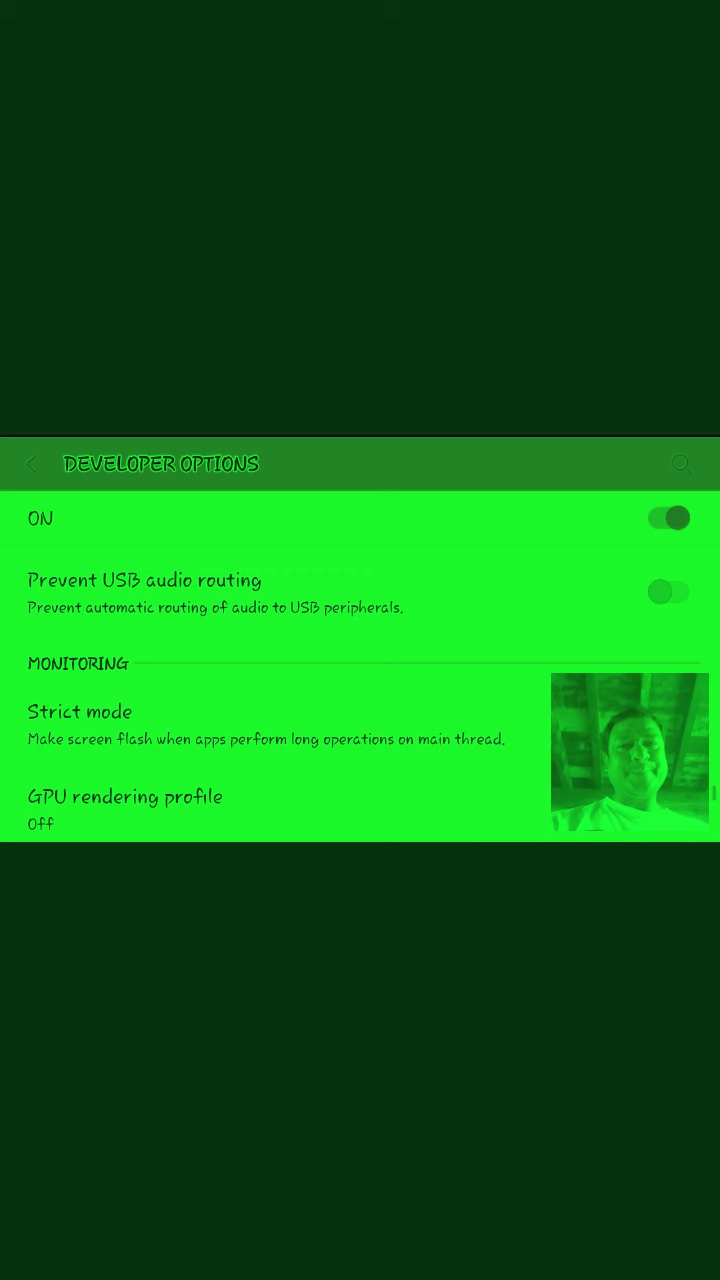 DEVELOPER OPTIONS
ON
Prevent USB audio routing
Prevent automatic routing of audio to USB peripherals.
MONITORING
Strict mode
Make screen flash when apps perform long operations on main thread.
GPU rendering profile
Off